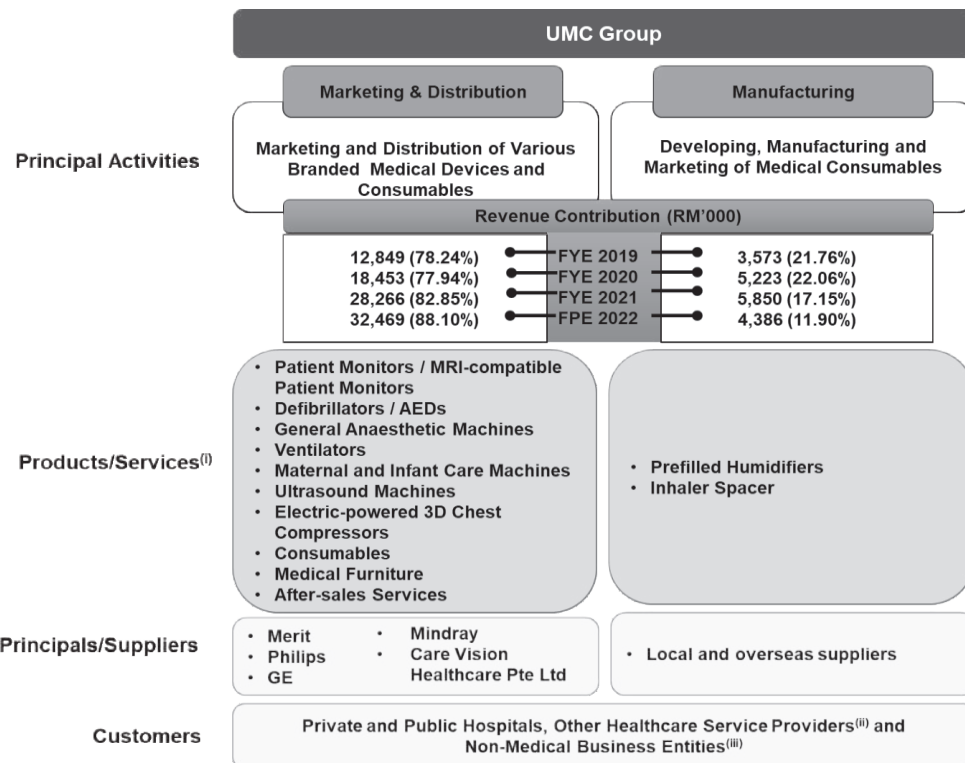 UMC Group
Marketing & Distribution
Manufacturing
Principal Activities
Marketing and Distribution of Various
Branded Medical Devices and
Consumables
Developing, Manufacturing and
Marketing of Medical Consumables
Revenue Contribution (RM'000)
12,849 (78.24%) FYE 2019 3,573 (21.76%)
18,453 (77.94%) FYE 2020 5,223 (22.06%)
28,266 (82.85%) FYE 2021 5,850 (17.15%)
32,469 (88.10%) FPE 2022 4,386 (11.90%)
Products/Services(i)
• Patient Monitors / MRI-compatible
Patient Monitors
• Defibrillators / AEDs
• General Anaesthetic Machines
• Ventilators
• Maternal and Infant Care Machines
• Ultrasound Machines
• Electric-powered 3D Chest
Compressors
• Consumables
• Medical Furniture
• After-sales Services
• Prefilled Humidifiers
• Inhaler Spacer
Principals/Suppliers
• Merit
• Philips
• GE
• Mindray
• Care Vision
Healthcare Pte Ltd
• Local and overseas suppliers
Customers
Private and Public Hospitals, Other Healthcare Service Providers(ii) and
Non-Medical Business Entities(iii)